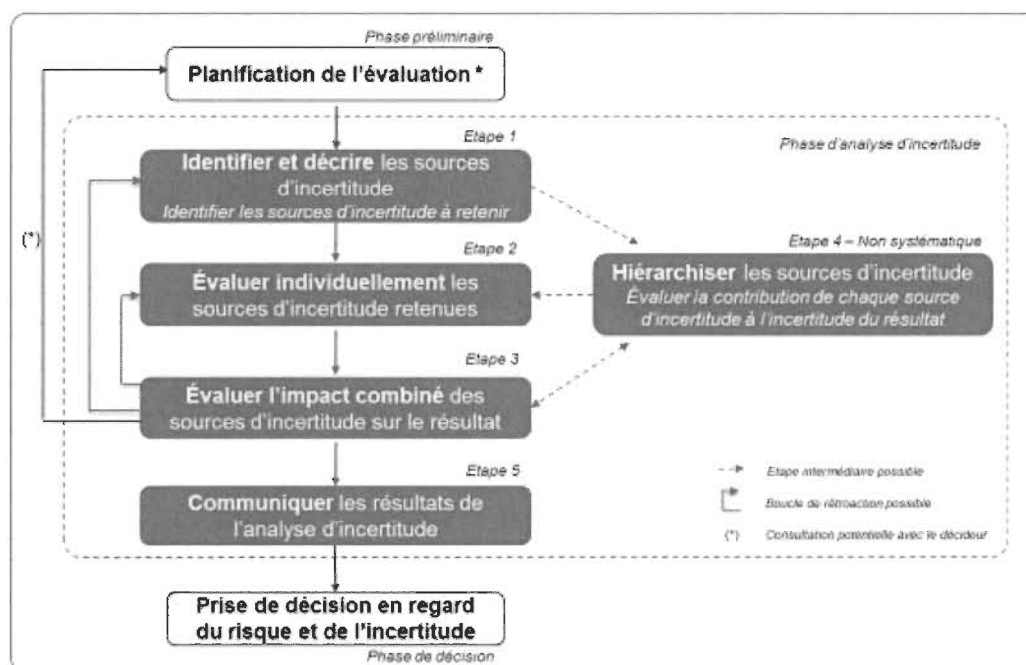 Phase préliminaire
Planification de l'évaluation *
Phase d'analyse d'incertitude
Etape 1
Identifier et décrire les sources
d'incertitude
Identifier les sources d'incertitude à retenir
(*)
Etape 2
Évaluer individuellement les
sources d'incertitude retenues
Etape 4 – Non systématique
Hiérarchiser les sources d'incertitude
Évaluer la contribution de chaque source
d'incertitude à l'incertitude du résultat
Etape 3
Évaluer l'impact combiné des
sources d'incertitude sur le résultat
Etape 5
Communiquer les résultats de
l'analyse d'incertitude
Etape intermédiaire possible
Boucle de rétroaction possible
(*) Consultation potentielle avec le décideur
Prise de décision en regard
du risque et de l'incertitude
Phase de décision